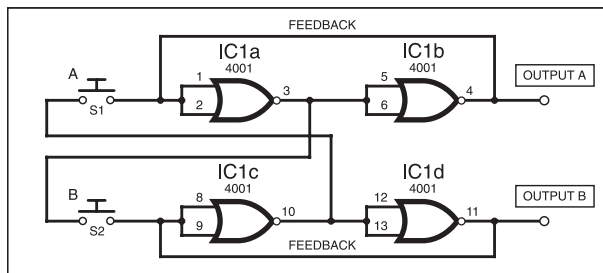 FEEDBACK
IC1a
4001
IC1b
4001
A
S1
1
2
3
5
6
4
OUTPUT A
IC1c
4001
IC1d
4001
B
S2
8
9
10
12
13
11
OUTPUT B
FEEDBACK